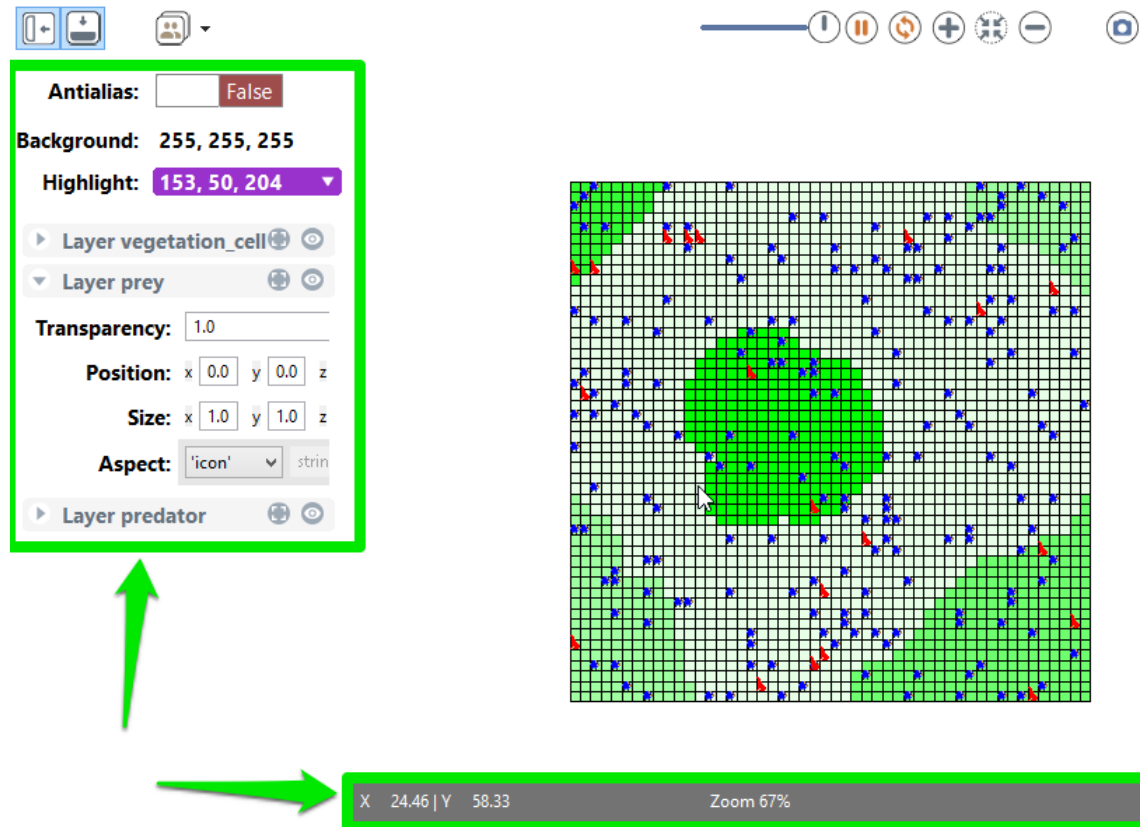 Antialias: False
Background: 255, 255, 255
Highlight: 153, 50, 204
Layer vegetation_cell
Layer prey
Transparency: 1.0
Position: x 0.0 y 0.0 z
Size: x 1.0 y 1.0 z
Aspect: 'icon' strin
Layer predator
X 24.46 | Y 58.33 Zoom 67%